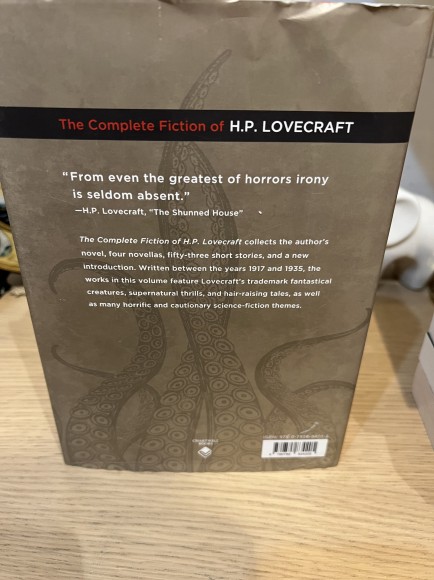 The Complete Fiction of H.P. LOVECRAFT
“From even the greatest of horrors irony
is seldom absent.”
—H.P. Lovecraft, “The Shunned House”
The Complete Fiction of H.P. Lovecraft collects the author's
novel, four novellas, fifty-three short stories, and a new
introduction. Written between the years 1917 and 1935, the
works in this volume feature Lovecraft's trademark fantastical
creatures, supernatural thrills, and hair-raising tales, as well
as many horrific and cautionary science-fiction themes.